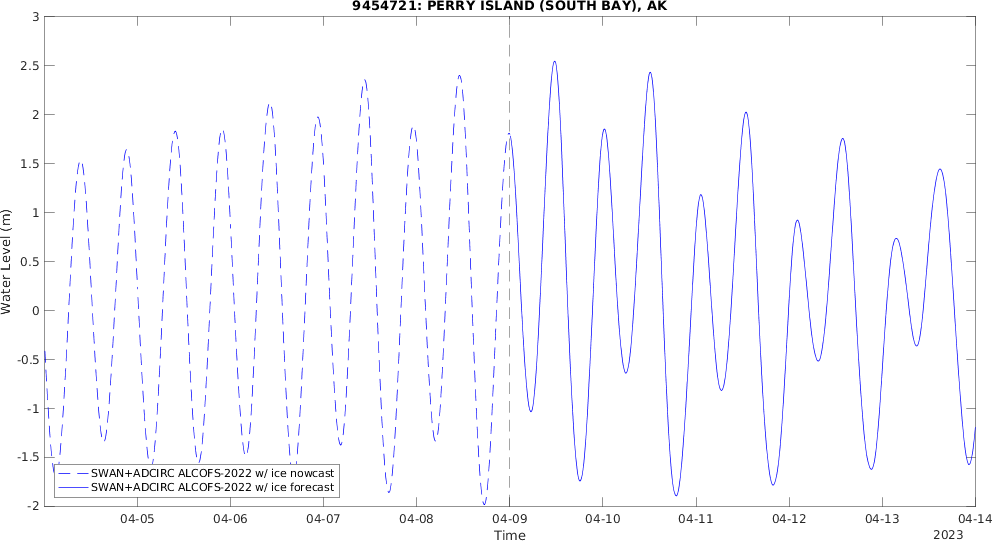 9454721: PERRY ISLAND (SOUTH BAY), AK
3
2.5
2
1.5
1
0.5
0
-0.5
-1
-1.5
-2
Water Level (m)
SWAN+ADCIRC ALCOFS-2022 w/ ice nowcast
SWAN+ADCIRC ALCOFS-2022 w/ ice forecast
04-05 04-06 04-07 04-08 04-09 04-10 04-11 04-12 04-13 04-14
Time
2023